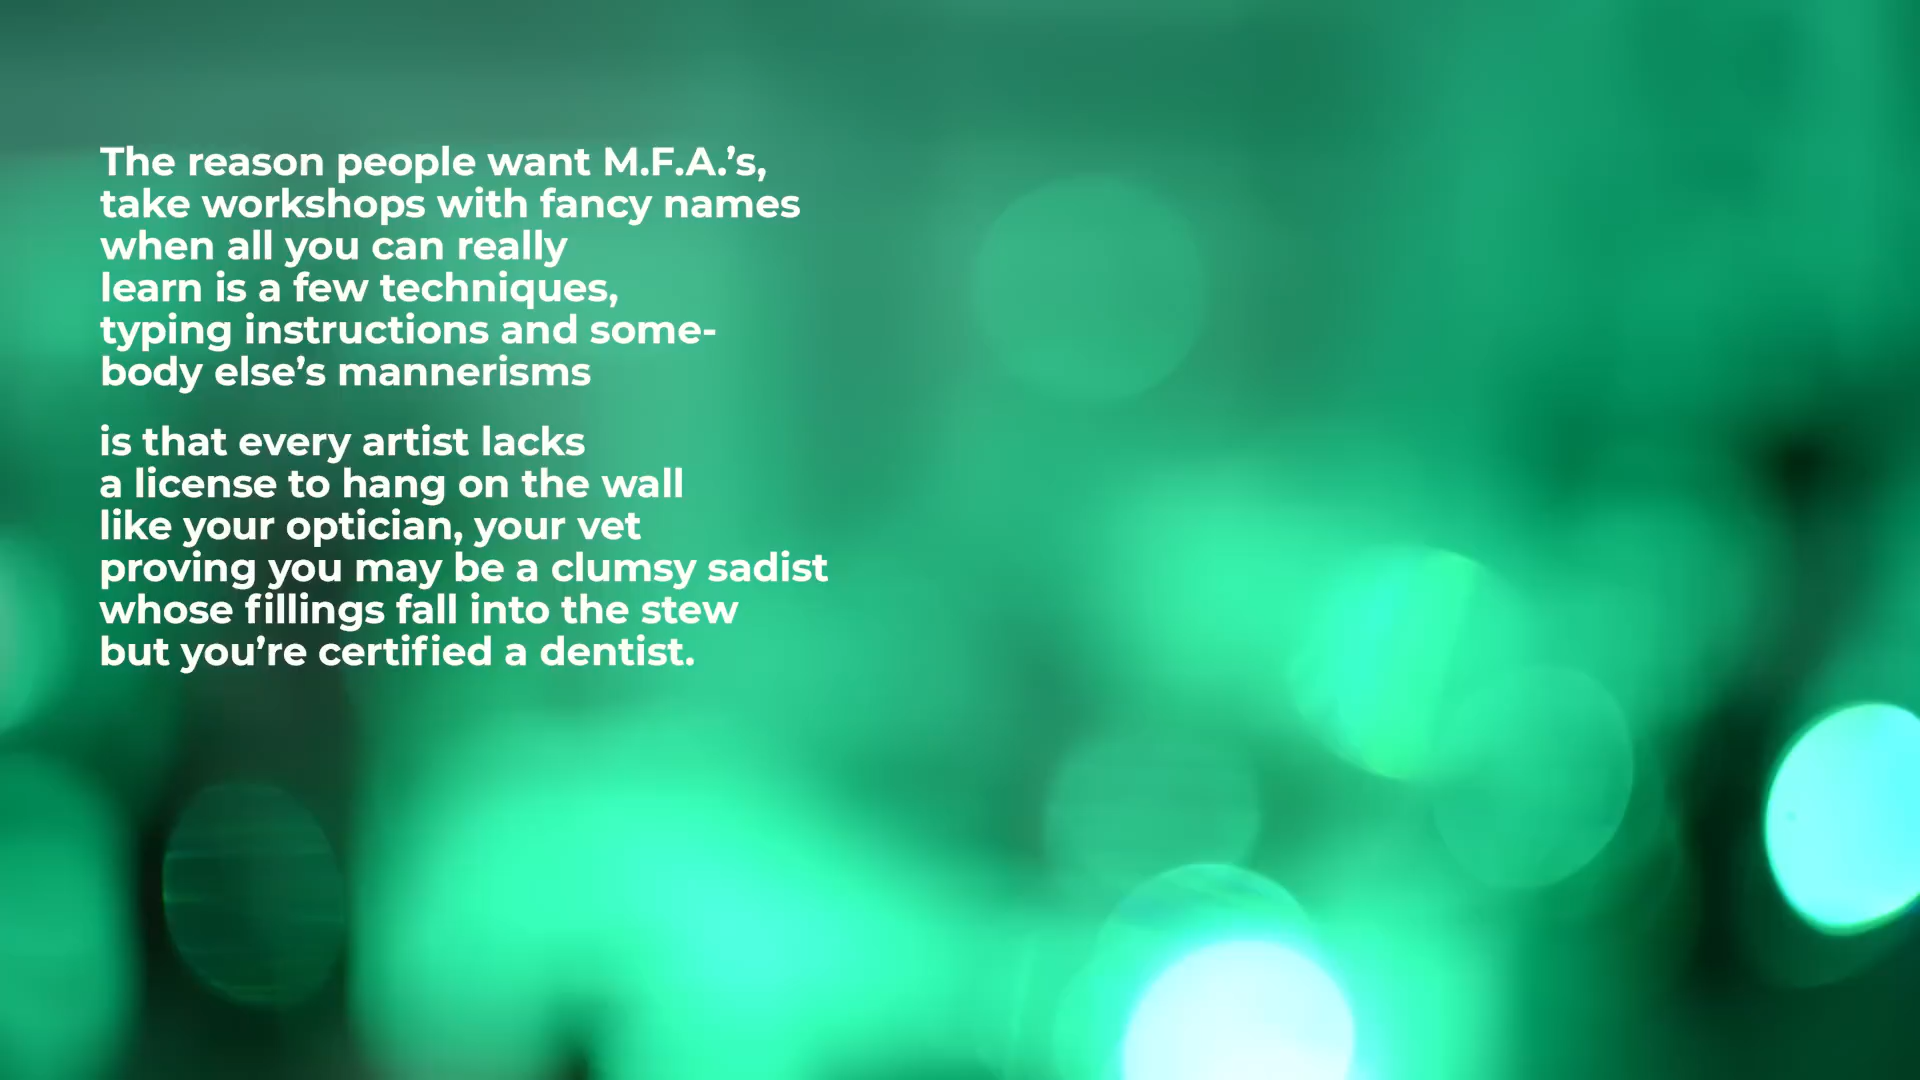 The reason people want M.F.A.’s,
take workshops with fancy names
when all you can really
learn is a few techniques,
typing instructions and some-
body else’s mannerisms
is that every artist lacks
a license to hang on the wall
like your optician, your vet
proving you may be a clumsy sadist
whose fillings fall into the stew
but you’re certified a dentist.